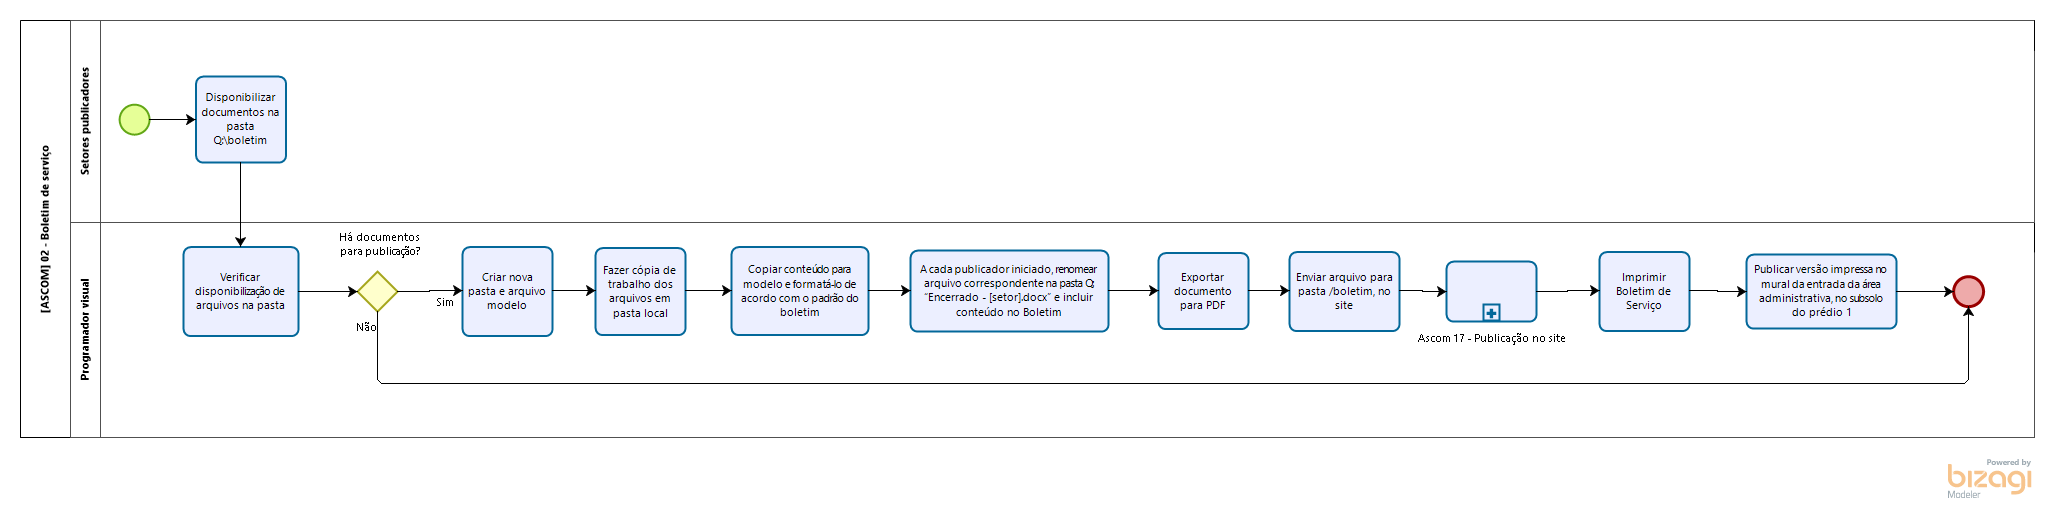 [ASCOM] 02 - Boletim de serviço
Setores publicadores
Disponibilizar
documentos na
pasta
Q:\boletim
Programador visual
Verificar
disponibilização de
arquivos na pasta
Há documentos
para publicação?
Sim
Não
Criar nova
pasta e arquivo
modelo
Fazer cópia de
trabalho dos
arquivos em
pasta local
Copiar conteúdo para
modelo e formatá-lo de
acordo com o padrão do
boletim
A cada publicador iniciado, renomear
arquivo correspondente na pasta Q:
"Encerrado - [setor].docx" e incluir
conteúdo no Boletim
Exportar
documento
para PDF
Enviar arquivo para
pasta /boletim, no
site
Ascom 17 - Publicação no site
Imprimir
Boletim de
Serviço
Publicar versão impressa no
mural da entrada da área
administrativa, no subsolo
do prédio 1
Powered by
bizagi
Modeler